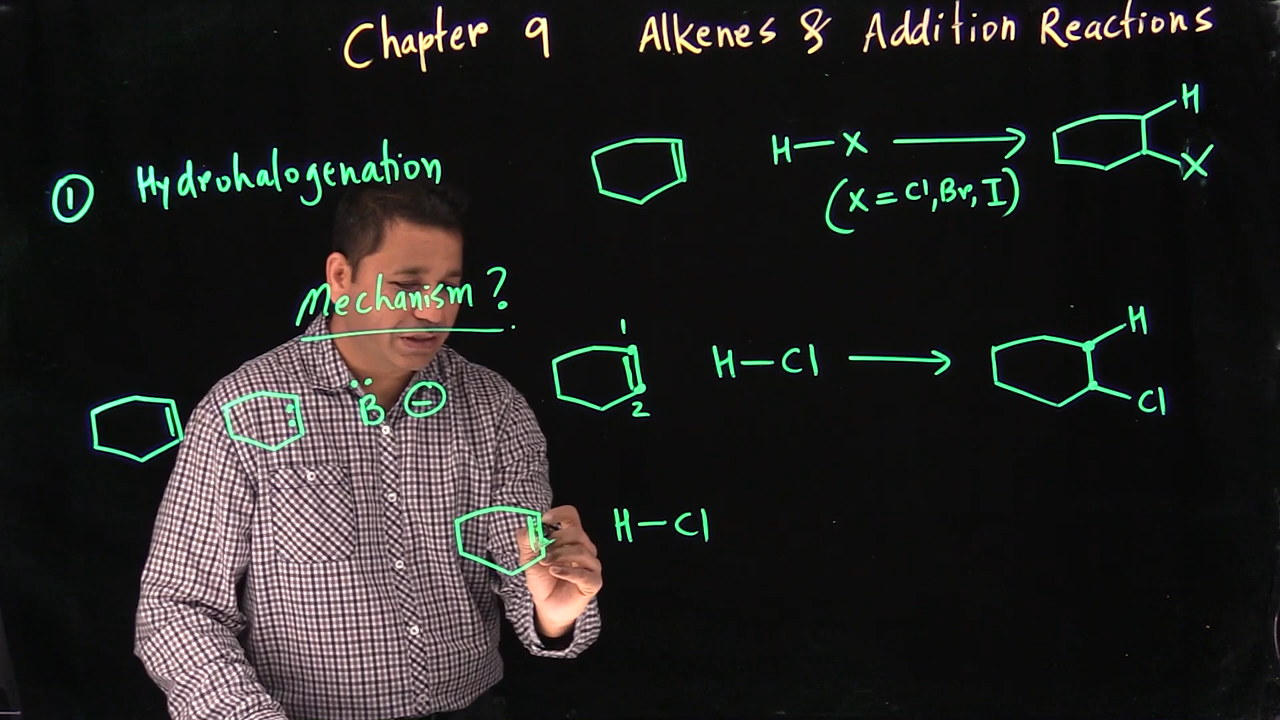 Chapter 9 Alkenes & Addition Reactions
① Hydrohalogenation
H—X ⟶
H
X
(X = Cl, Br, I)
Mechanism?
1
2
H—Cl ⟶
H
Cl
B̈ ⊖
H—Cl